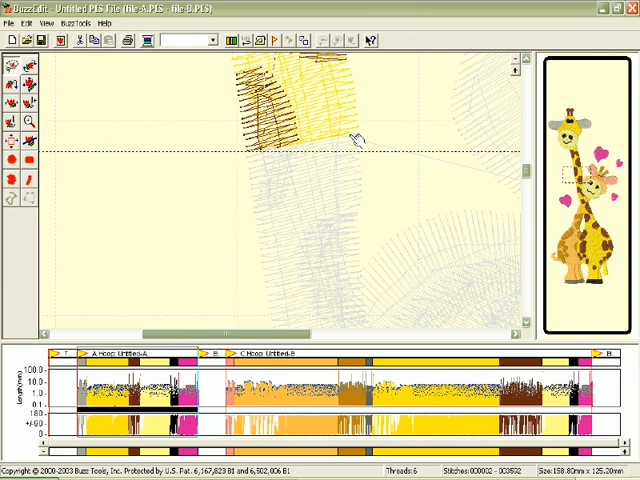 BuzzEdit - Untitled PES File (file-A.PES - file-B.PES)
File Edit View BuzzTools Help
T... A Hoop: Untitled-A B. C Hoop: Untitled-B B.
Length(mm)
100.0
10.0
1.0
0.1
180
+/-90
0
Copyright © 2000-2003 Buzz Tools, Inc. Protected by U.S. Pat. 6,167,823 B1 and 6,502,006 B1 Threads:6 Stitches:000002 - 003552 Size:158.80mm x 125.20mm